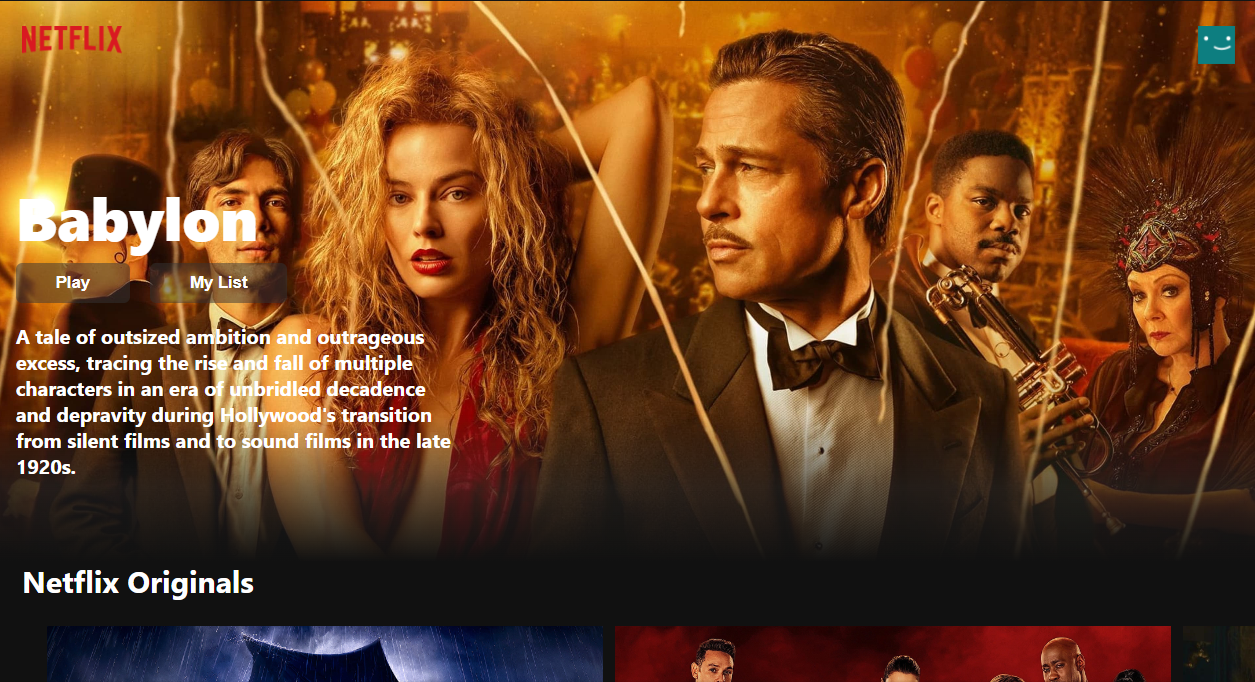 NETFLIX
Babylon
Play
My List
A tale of outsized ambition and outrageous
excess, tracing the rise and fall of multiple
characters in an era of unbridled decadence
and depravity during Hollywood's transition
from silent films and to sound films in the late
1920s.
Netflix Originals